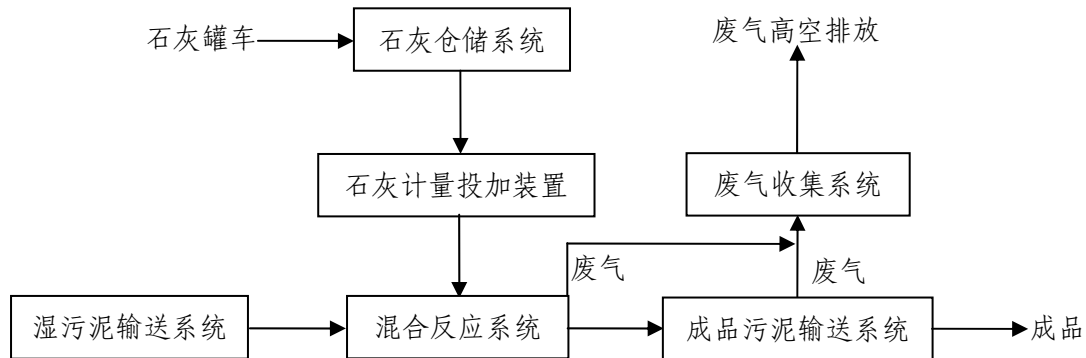 石灰罐车
石灰仓储系统
废气高空排放
石灰计量投加装置
废气收集系统
废气
废气
湿污泥输送系统
混合反应系统
成品污泥输送系统
成品